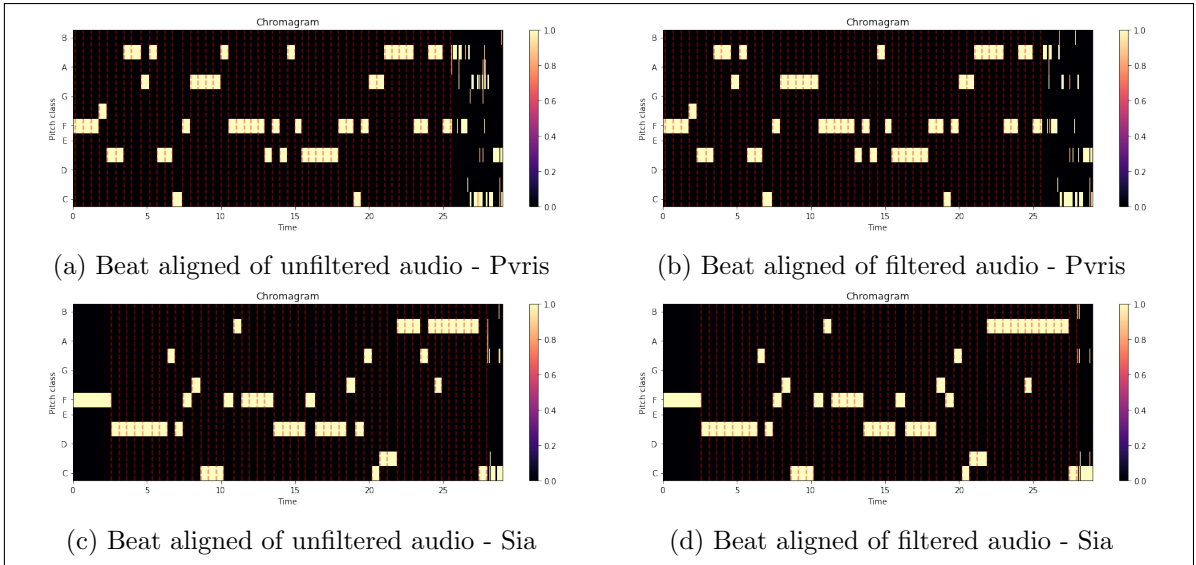 Chromagram
Pitch class
B
A
G
F
E
D
C
0
5
10
15
20
25
Time
1.0
0.8
0.6
0.4
0.2
0.0
Chromagram
Pitch class
B
A
G
F
E
D
C
0
5
10
15
20
25
Time
1.0
0.8
0.6
0.4
0.2
0.0
(a) Beat aligned of unfiltered audio - Pvris
(b) Beat aligned of filtered audio - Pvris
Chromagram
Pitch class
B
A
G
F
E
D
C
0
5
10
15
20
25
Time
1.0
0.8
0.6
0.4
0.2
0.0
Chromagram
Pitch class
B
A
G
F
E
D
C
0
5
10
15
20
25
Time
1.0
0.8
0.6
0.4
0.2
0.0
(c) Beat aligned of unfiltered audio - Sia
(d) Beat aligned of filtered audio - Sia